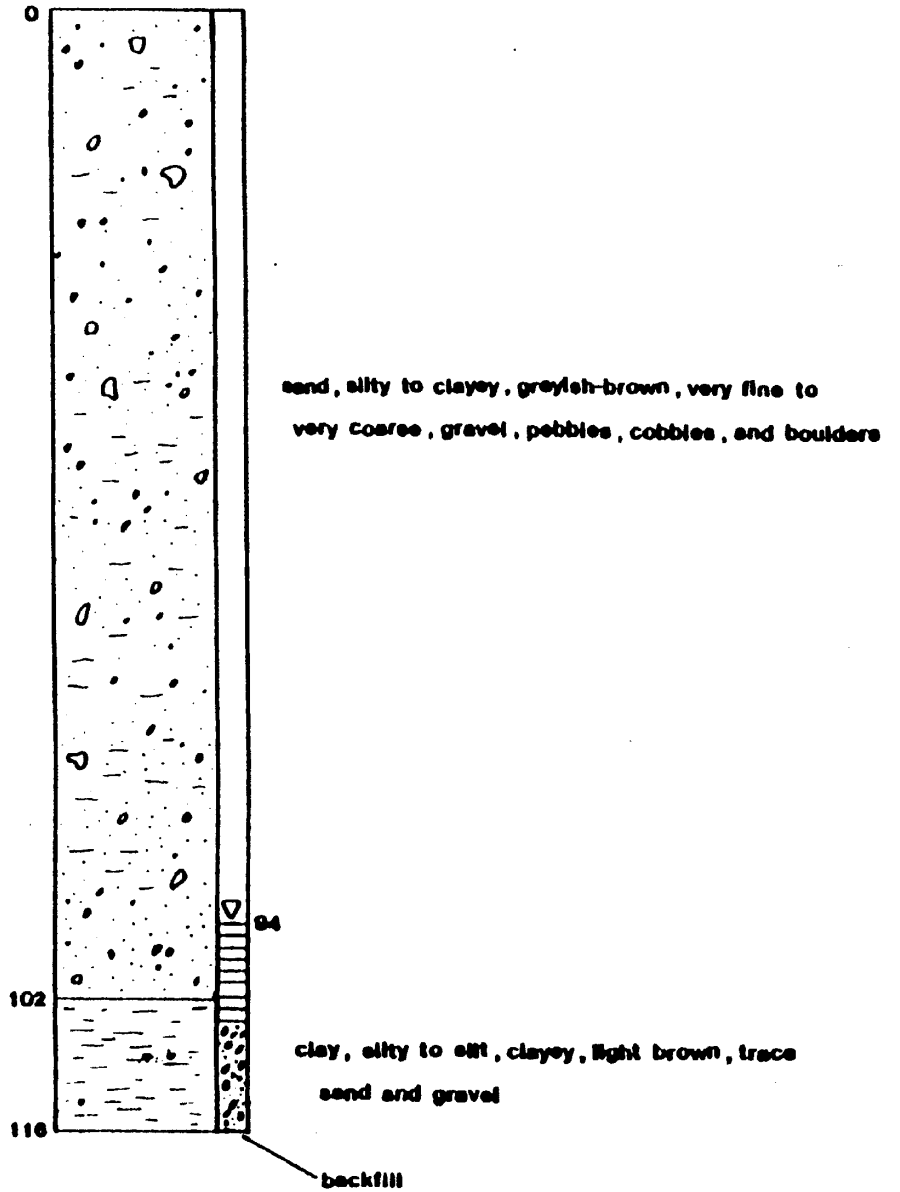 0
sand, silty to clayey, greyish-brown, very fine to
very coarse, gravel, pebbles, cobbles, and boulders
94
102
clay, silty to silt, clayey, light brown, trace
sand and gravel
116
backfill